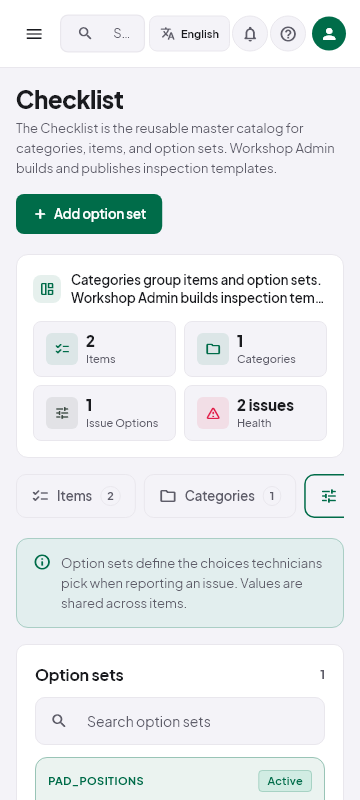 S...
English
Checklist
The Checklist is the reusable master catalog for
categories, items, and option sets. Workshop Admin
builds and publishes inspection templates.
+ Add option set
Categories group items and option sets.
Workshop Admin builds inspection tem...
2
Items
1
Categories
1
Issue Options
2 issues
Health
Items 2
Categories 1
Option sets define the choices technicians
pick when reporting an issue. Values are
shared across items.
Option sets 1
Search option sets
PAD_POSITIONS Active